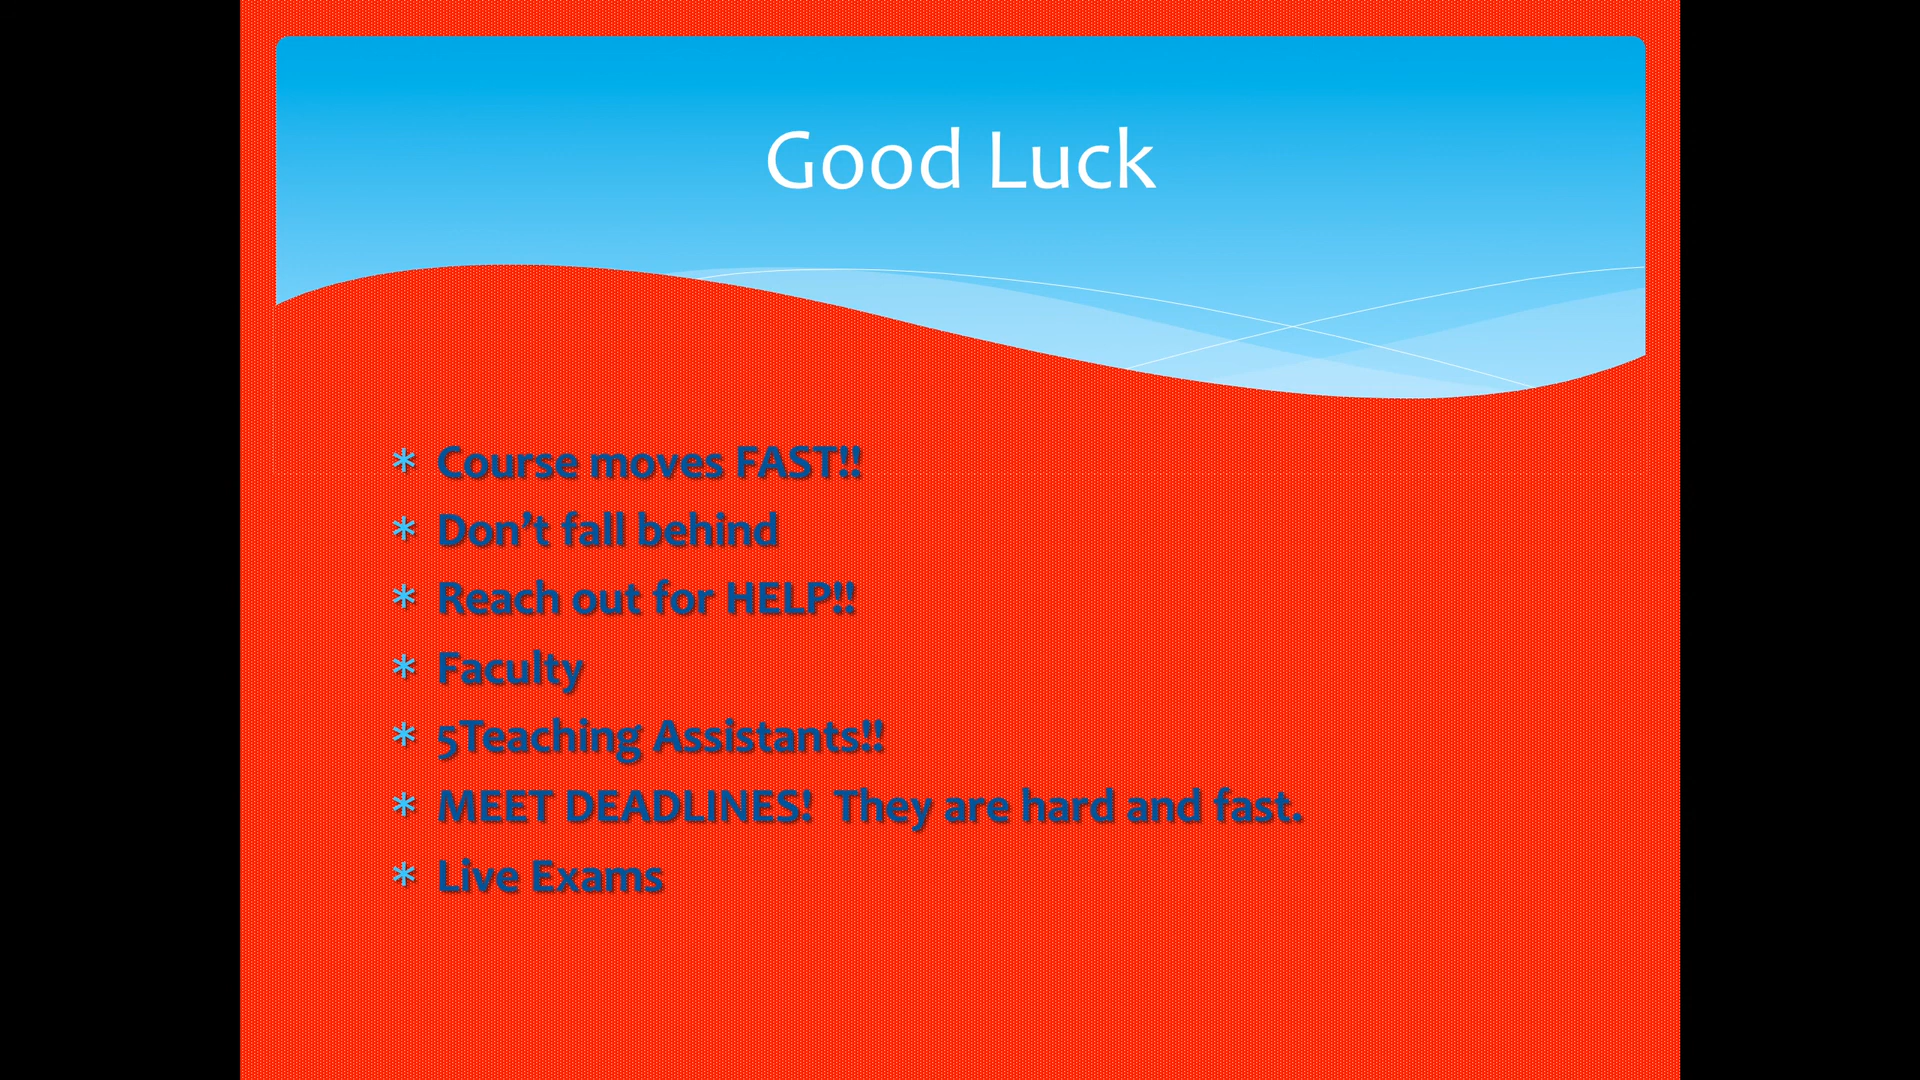 Good Luck
* Course moves FAST!!
* Don’t fall behind
* Reach out for HELP!!
* Faculty
* 5Teaching Assistants!!
* MEET DEADLINES!  They are hard and fast.
* Live Exams